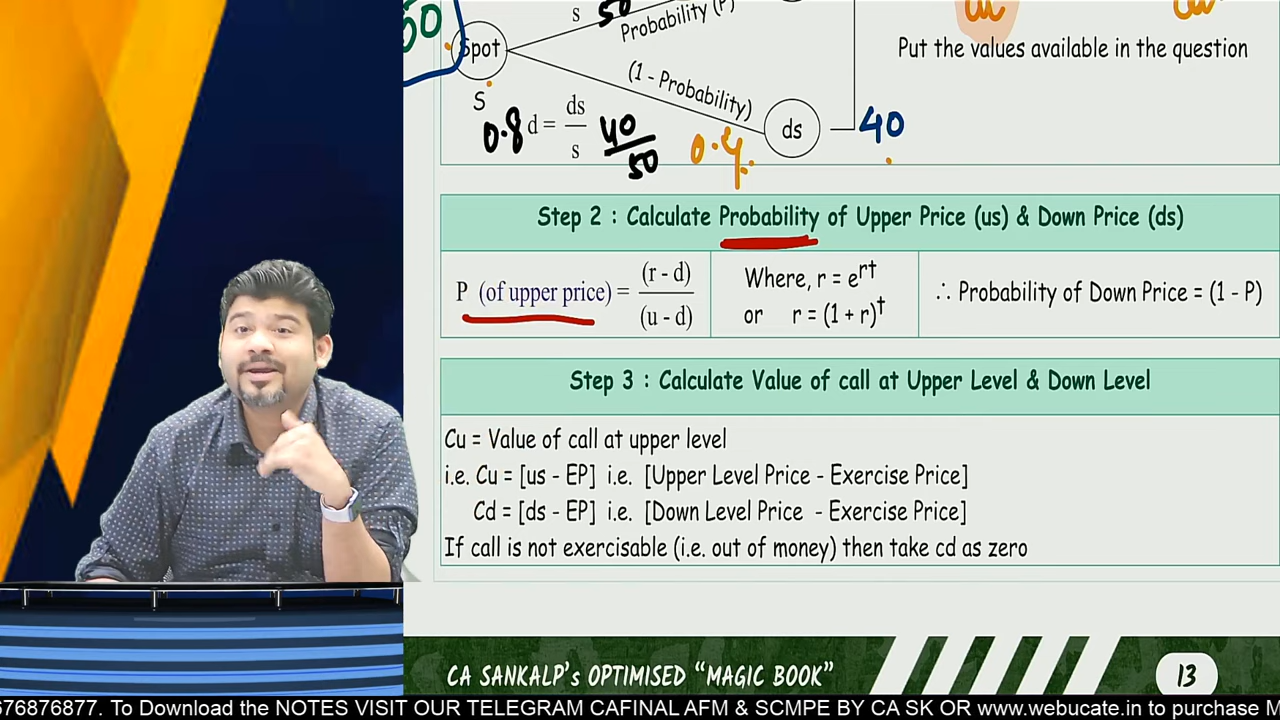 50
s 50 Probability (P)
Spot
Put the values available in the question
(1 - Probability)
S
0.8 d = ds/s 40/50 0.4 ds 40
Step 2 : Calculate Probability of Upper Price (us) & Down Price (ds)
P (of upper price) = (r - d)/(u - d)
Where, r = e^rt
or r = (1 + r)^t
∴ Probability of Down Price = (1 - P)
Step 3 : Calculate Value of call at Upper Level & Down Level
Cu = Value of call at upper level
i.e. Cu = [us - EP] i.e. [Upper Level Price - Exercise Price]
Cd = [ds - EP] i.e. [Down Level Price - Exercise Price]
If call is not exercisable (i.e. out of money) then take cd as zero
CA SANKALP's OPTIMISED "MAGIC BOOK"
13
676876877. To Download the NOTES VISIT OUR TELEGRAM CAFINAL AFM & SCMPE BY CA SK OR www.webucate.in to purchase M